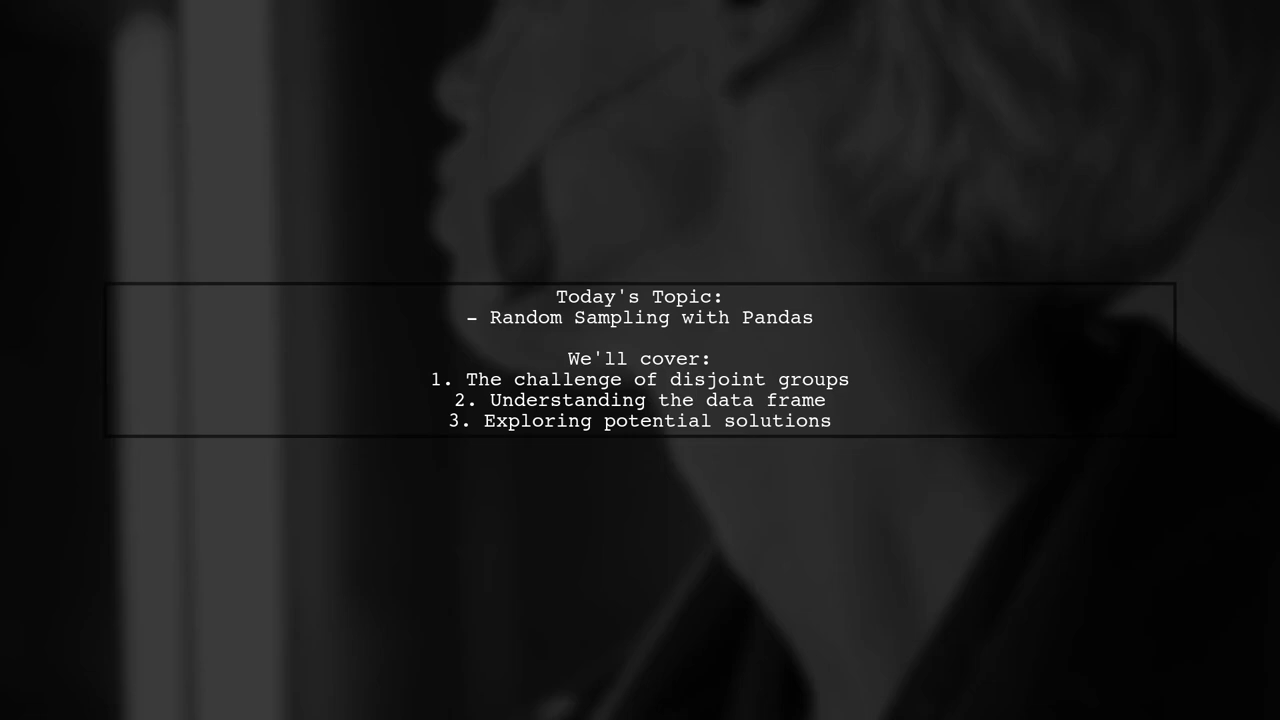 Today's Topic:
- Random Sampling with Pandas
We'll cover:
1. The challenge of disjoint groups
2. Understanding the data frame
3. Exploring potential solutions